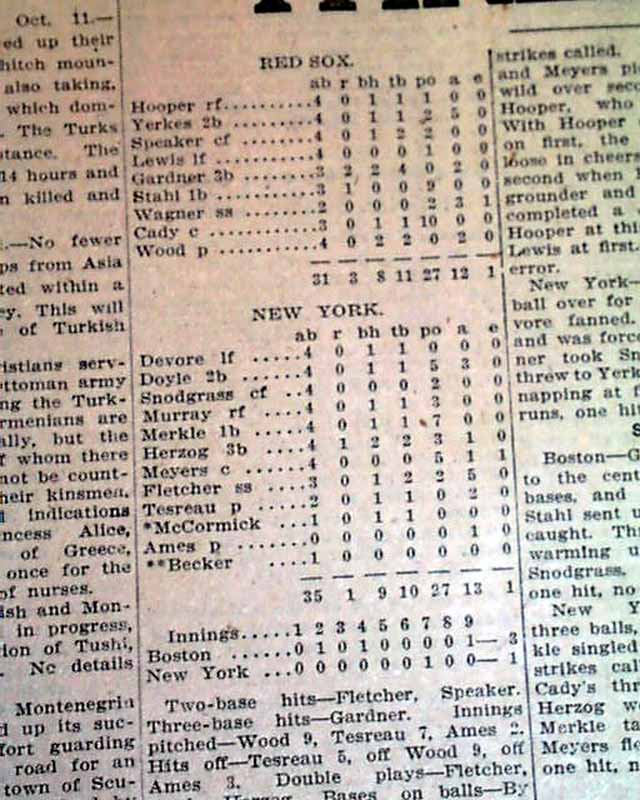 Oct. 11.—
ed up their
hitch moun-
also taking.
which dom-
The Turks
stance. The
14 hours and
n killed and
.—No fewer
ps from Asia
ted within a
ey. This will
e of Turkish
istians serv-
ttoman army
ng the Turk-
rmenians are
ally, but the
f whom there
not be count-
heir kinsmen,
indications
ncess Alice,
of Greece,
once for the
of nurses.
ish and Mon-
in progress,
ion of Tushi,
No details
Montenegrin
d up its suc-
fort guarding
road for an
town of Scu-
RED SOX.
ab r bh tb po a e
Hooper rf..........4 0 1 1 1 0 0
Yerkes 2b .........4 0 1 1 2 5 0
Speaker cf ........4 0 1 2 2 0 0
Lewis lf ..........4 0 0 0 1 0 0
Gardner 3b ........3 2 2 4 0 2 0
Stahl 1b ..........3 1 0 0 9 0 0
Wagner ss .........2 0 0 0 2 3 1
Cady c ............3 0 1 1 10 0 0
Wood p ............4 0 2 2 0 2 0
31 3 8 11 27 12 1
NEW YORK.
ab r bh tb po a e
Devore lf .....4 0 1 1 0 0 0
Doyle 2b ......4 0 1 1 5 3 0
Snodgrass cf ..4 0 0 0 2 0 0
Murray rf .....4 0 1 1 3 0 0
Merkle 1b .....4 0 1 1 7 0 0
Herzog 3b .....4 1 2 2 3 1 0
Meyers c ......4 0 0 0 5 1 1
Fletcher ss ...3 0 1 2 2 5 0
Tesreau p .....2 0 1 1 0 2 0
*McCormick ...1 0 1 1 0 0 0
Ames p ........0 0 0 0 0 1 0
**Becker ......1 0 0 0 0 0 0
35 1 9 10 27 13 1
Innings.....1 2 3 4 5 6 7 8 9
Boston ......0 1 0 1 0 0 0 0 1— 3
New York ...0 0 0 0 0 0 1 0 0— 1
Two-base hits—Fletcher, Speaker.
Three-base hits—Gardner. Innings
pitched—Wood 9, Tesreau 7, Ames 2.
Hits off—Tesreau 5, off Wood 9, off
Ames 3. Double plays—Fletcher,
Bases on balls—By
strikes called.
and Meyers
wild over
Hooper, who
With Hooper
on first, the
loose in cheers
second when
grounder and
completed a
Hooper at
Lewis at first.
error.
New York—
ball over for
vore fanned.
and was force
ner took
threw to
napping at
runs, one
Boston—
to the
bases, and
Stahl sent
caught.
warming
Snodgrass.
one hit, no
New
three balls,
kle singled
strikes
Cady's
Herzog
Merkle
Meyers
one hit,